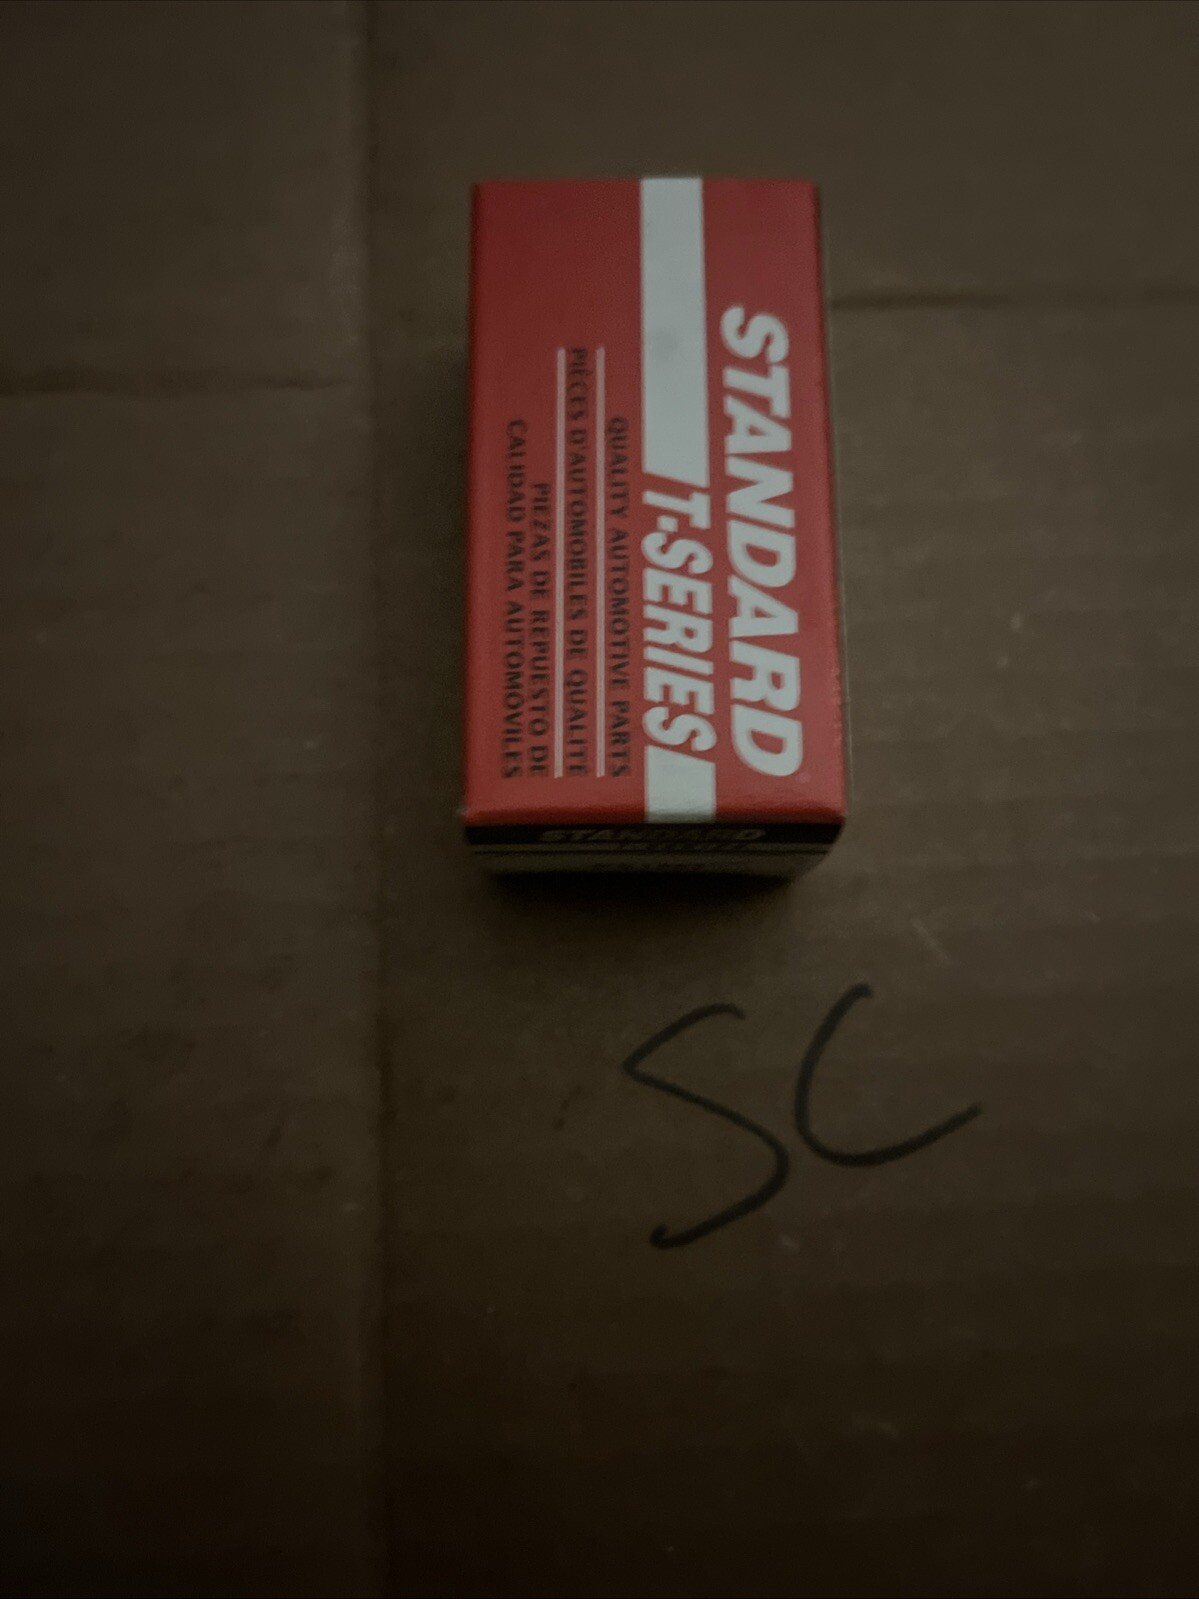 STANDARD
T-SERIES
QUALITY AUTOMOTIVE PARTS
PIÈCES D'AUTOMOBILES DE QUALITÉ
PIEZAS DE REPUESTO DE
CALIDAD PARA AUTOMÓVILES
STANDARD
SC